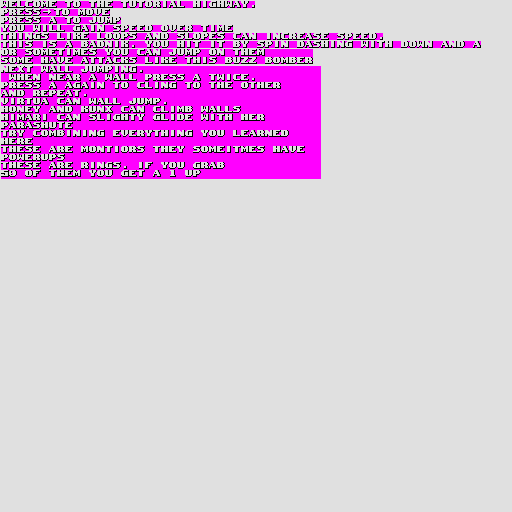 WELCOME TO THE TUTORIAL HIGHWAY.
PRESS→TO MOVE
PRESS A TO JUMP
YOU WILL GAIN SPEED OVER TIME
THINGS LIKE LOOPS AND SLOPES CAN INCREASE SPEED.
THIS IS A BADNIK. YOU HIT IT BY SPIN DASHING WITH DOWN AND A
OR SOMETIMES YOU CAN JUMP ON THEM
SOME HAVE ATTACKS LIKE THIS BUZZ BOMBER
NEXT WALL JUMPING.
WHEN NEAR A WALL PRESS A TWICE.
PRESS A AGAIN TO CLING TO THE OTHER
AND REPEAT.
VIRTUA CAN WALL JUMP.
HONEY AND KUNX CAN CLIMB WALLS
HIMARI CAN SLIGHTY GLIDE WITH HER
PARASHUTE
TRY COMBINING EVERYTHING YOU LEARNED
HERE
THESE ARE MONTIORS THEY SOMEITMES HAVE
POWERUPS
THESE ARE RINGS. IF YOU GRAB
50 OF THEM YOU GET A 1 UP